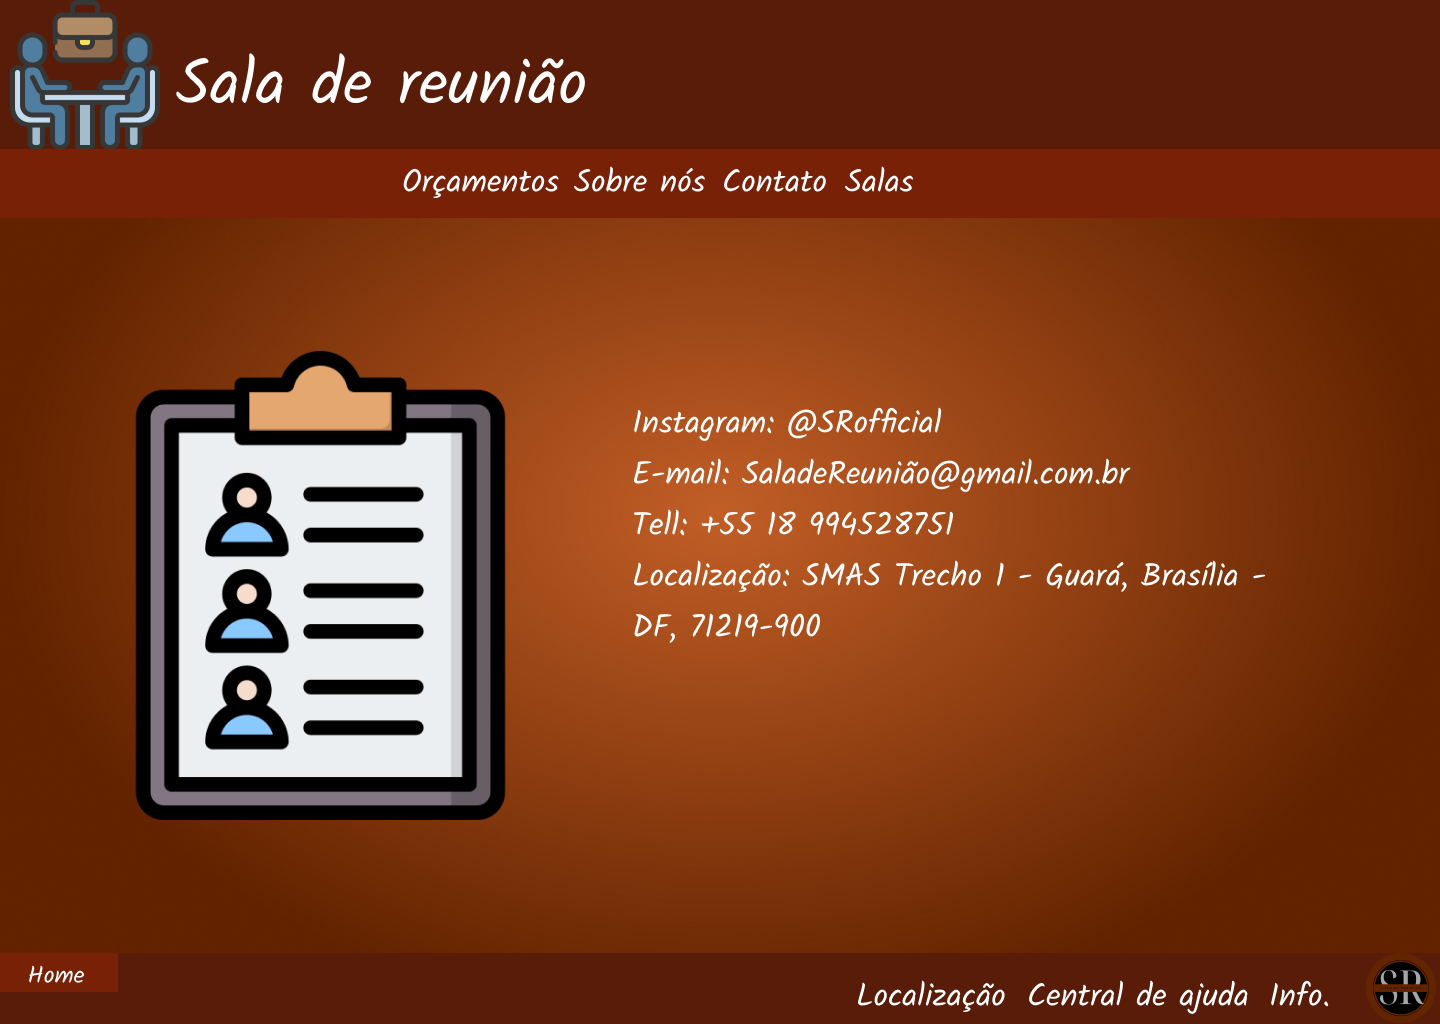 Sala de reunião
Orçamentos Sobre nós Contato Salas
Instagram: @SRofficial
E-mail: SaladeReunião@gmail.com.br
Tell: +55 18 994528751
Localização: SMAS Trecho 1 - Guará, Brasília -
DF, 71219-900
Home
Localização Central de ajuda Info.
SR